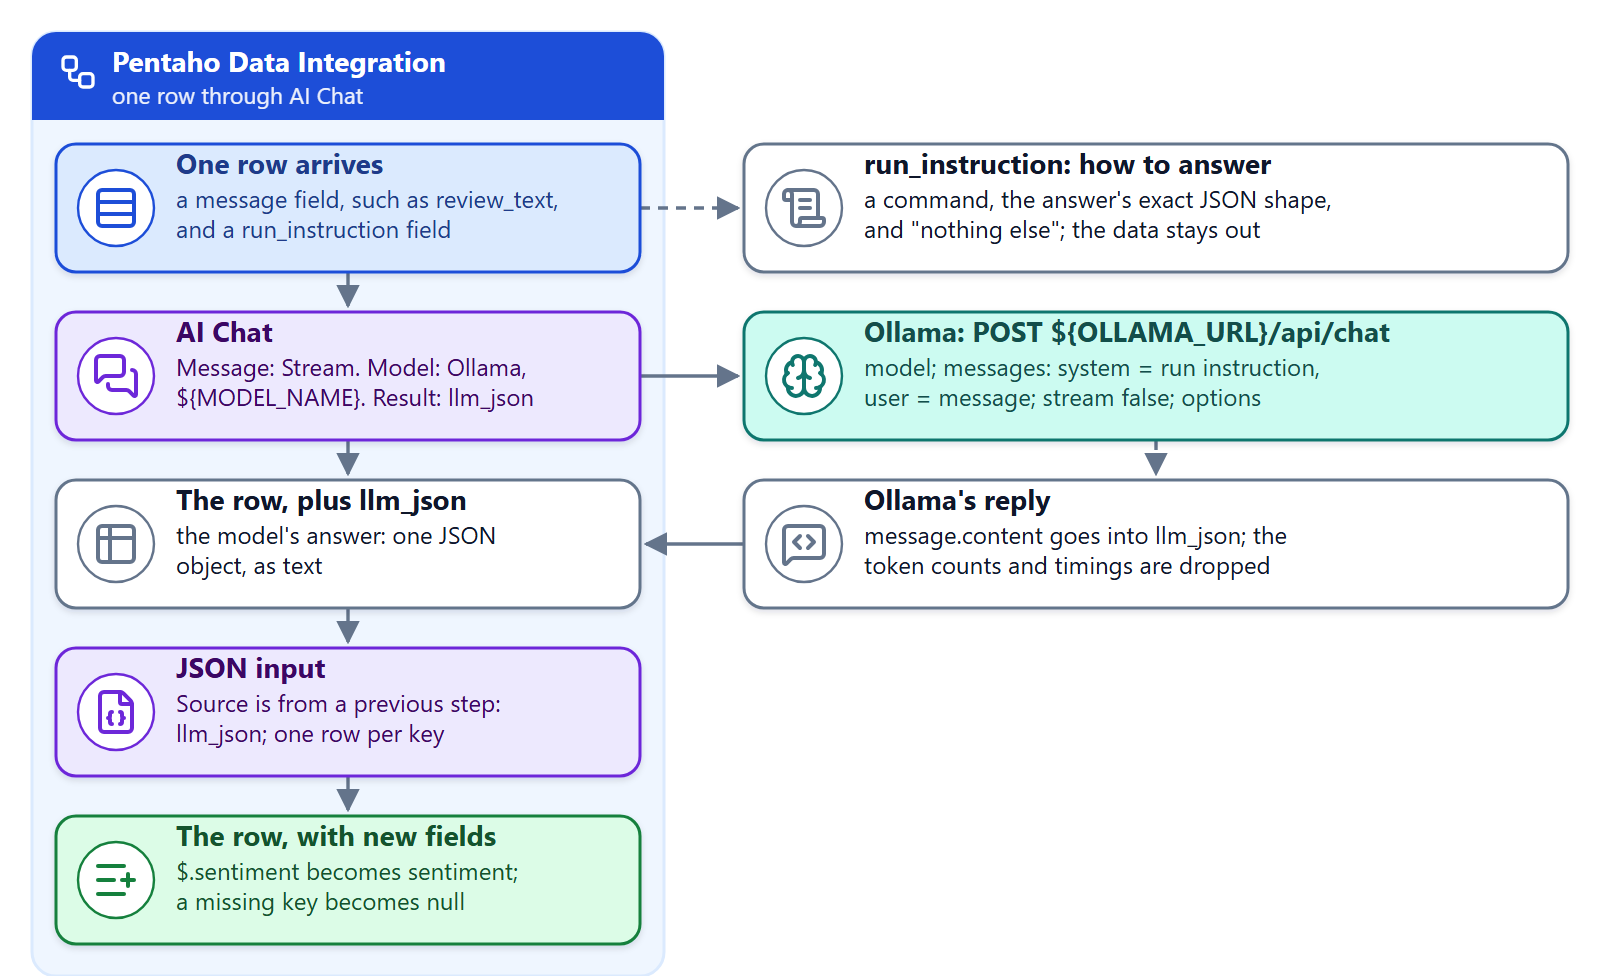 Pentaho Data Integration
one row through AI Chat
One row arrives
a message field, such as review_text,
and a run_instruction field
run_instruction: how to answer
a command, the answer's exact JSON shape,
and "nothing else"; the data stays out
AI Chat
Message: Stream. Model: Ollama,
${MODEL_NAME}. Result: llm_json
Ollama: POST ${OLLAMA_URL}/api/chat
model; messages: system = run instruction,
user = message; stream false; options
The row, plus llm_json
the model's answer: one JSON
object, as text
Ollama's reply
message.content goes into llm_json; the
token counts and timings are dropped
JSON input
Source is from a previous step:
llm_json; one row per key
The row, with new fields
$.sentiment becomes sentiment;
a missing key becomes null